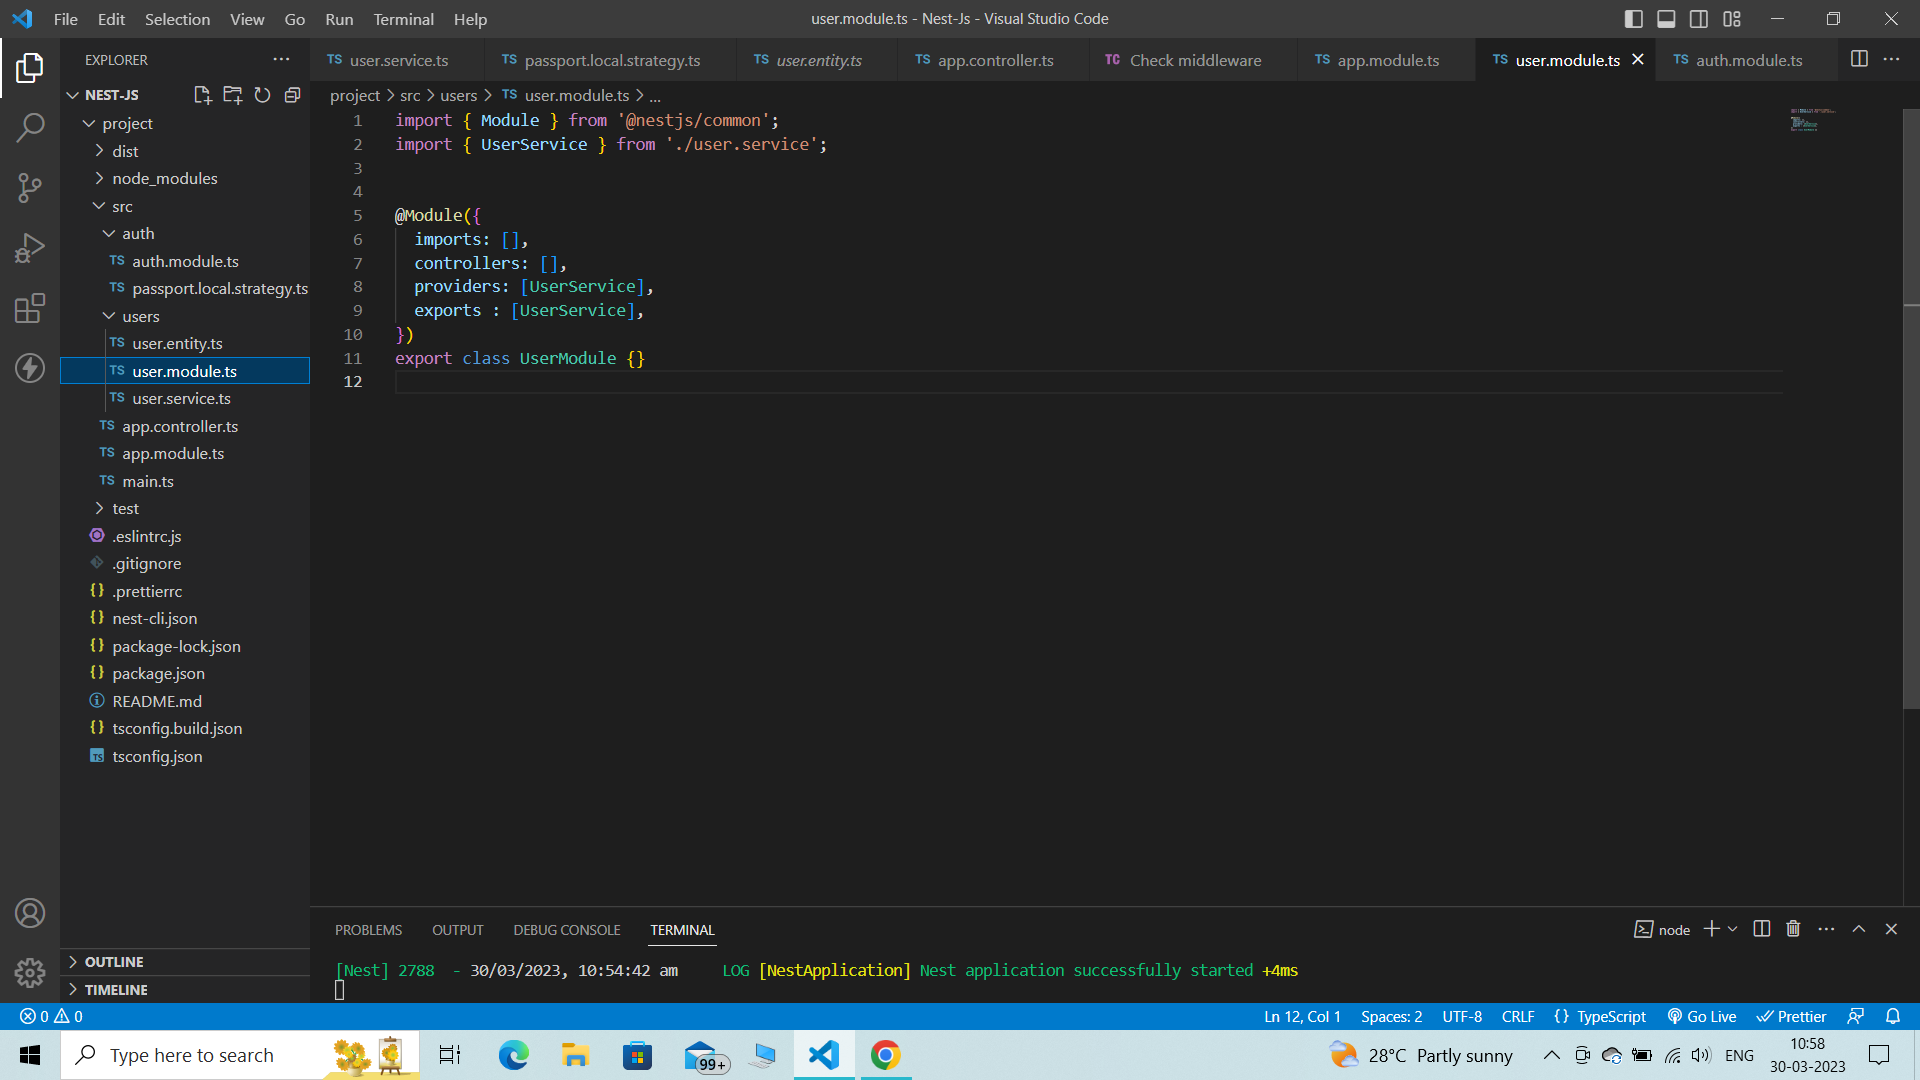 File Edit Selection View Go Run Terminal Help
user.module.ts - Nest-Js - Visual Studio Code
EXPLORER
NEST-JS
project
dist
node_modules
src
auth
TS auth.module.ts
TS passport.local.strategy.ts
users
TS user.entity.ts
TS user.module.ts
TS user.service.ts
TS app.controller.ts
TS app.module.ts
TS main.ts
test
.eslintrc.js
.gitignore
{} .prettierrc
{} nest-cli.json
{} package-lock.json
{} package.json
README.md
{} tsconfig.build.json
TS tsconfig.json
OUTLINE
TIMELINE
TS user.service.ts TS passport.local.strategy.ts TS user.entity.ts TS app.controller.ts TC Check middleware TS app.module.ts TS user.module.ts TS auth.module.ts
project > src > users > TS user.module.ts > ...
1 import { Module } from '@nestjs/common';
2 import { UserService } from './user.service';
3
4
5 @Module({
6 imports: [],
7 controllers: [],
8 providers: [UserService],
9 exports : [UserService],
10 })
11 export class UserModule {}
12
PROBLEMS OUTPUT DEBUG CONSOLE TERMINAL
node
[Nest] 2788 - 30/03/2023, 10:54:42 am LOG [NestApplication] Nest application successfully started +4ms
0 0
Ln 12, Col 1 Spaces: 2 UTF-8 CRLF {} TypeScript Go Live Prettier
Type here to search
99+
28°C Partly sunny
ENG
10:58
30-03-2023